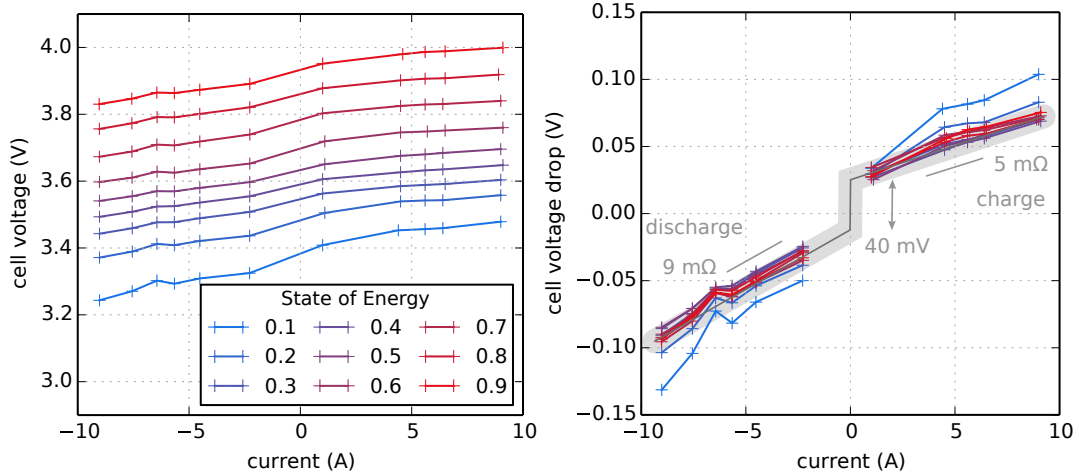 cell voltage (V)
4.0
3.8
3.6
3.4
3.2
3.0
−10
−5
0
5
10
current (A)
State of Energy
0.1 0.4 0.7
0.2 0.5 0.8
0.3 0.6 0.9
cell voltage drop (V)
0.15
0.10
0.05
0.00
−0.05
−0.10
−0.15
−10
−5
0
5
10
current (A)
5 mΩ
charge
discharge
40 mV
9 mΩ